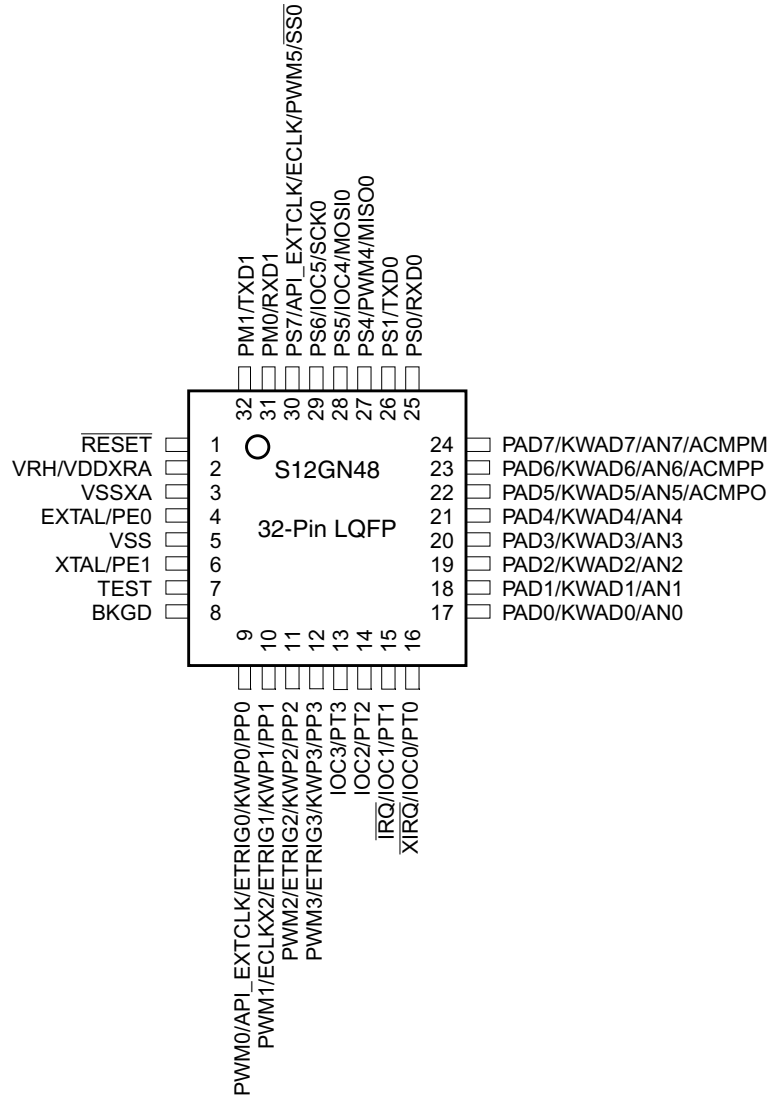 PS7/API_EXTCLK/ECLK/PWM5/SS0
PM1/TXD1
PM0/RXD1
PS6/IOC5/SCK0
PS5/IOC4/MOSI0
PS4/PWM4/MISO0
PS1/TXD0
PS0/RXD0
32
31
30
29
28
27
26
25
RESET 1
VRH/VDDXRA 2
VSSXA 3
EXTAL/PE0 4
VSS 5
XTAL/PE1 6
TEST 7
BKGD 8
S12GN48
32-Pin LQFP
24 PAD7/KWAD7/AN7/ACMPM
23 PAD6/KWAD6/AN6/ACMPP
22 PAD5/KWAD5/AN5/ACMPO
21 PAD4/KWAD4/AN4
20 PAD3/KWAD3/AN3
19 PAD2/KWAD2/AN2
18 PAD1/KWAD1/AN1
17 PAD0/KWAD0/AN0
9
10
11
12
13
14
15
16
PWM0/API_EXTCLK/ETRIG0/KWP0/PP0
PWM1/ECLKX2/ETRIG1/KWP1/PP1
PWM2/ETRIG2/KWP2/PP2
PWM3/ETRIG3/KWP3/PP3
IOC3/PT3
IOC2/PT2
IRQ/IOC1/PT1
XIRQ/IOC0/PT0